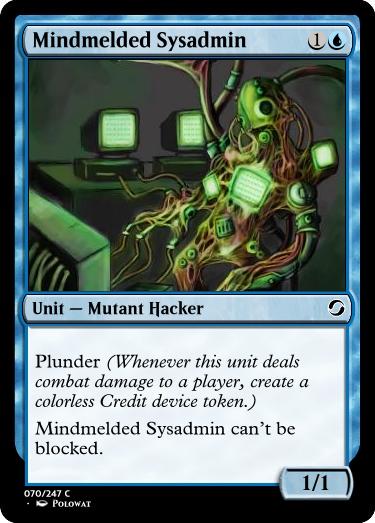 Mindmelded Sysadmin 1
Unit — Mutant Hacker
Plunder (Whenever this unit deals
combat damage to a player, create a
colorless Credit device token.)
Mindmelded Sysadmin can't be
blocked.
1/1
070/247 C
· Polowat